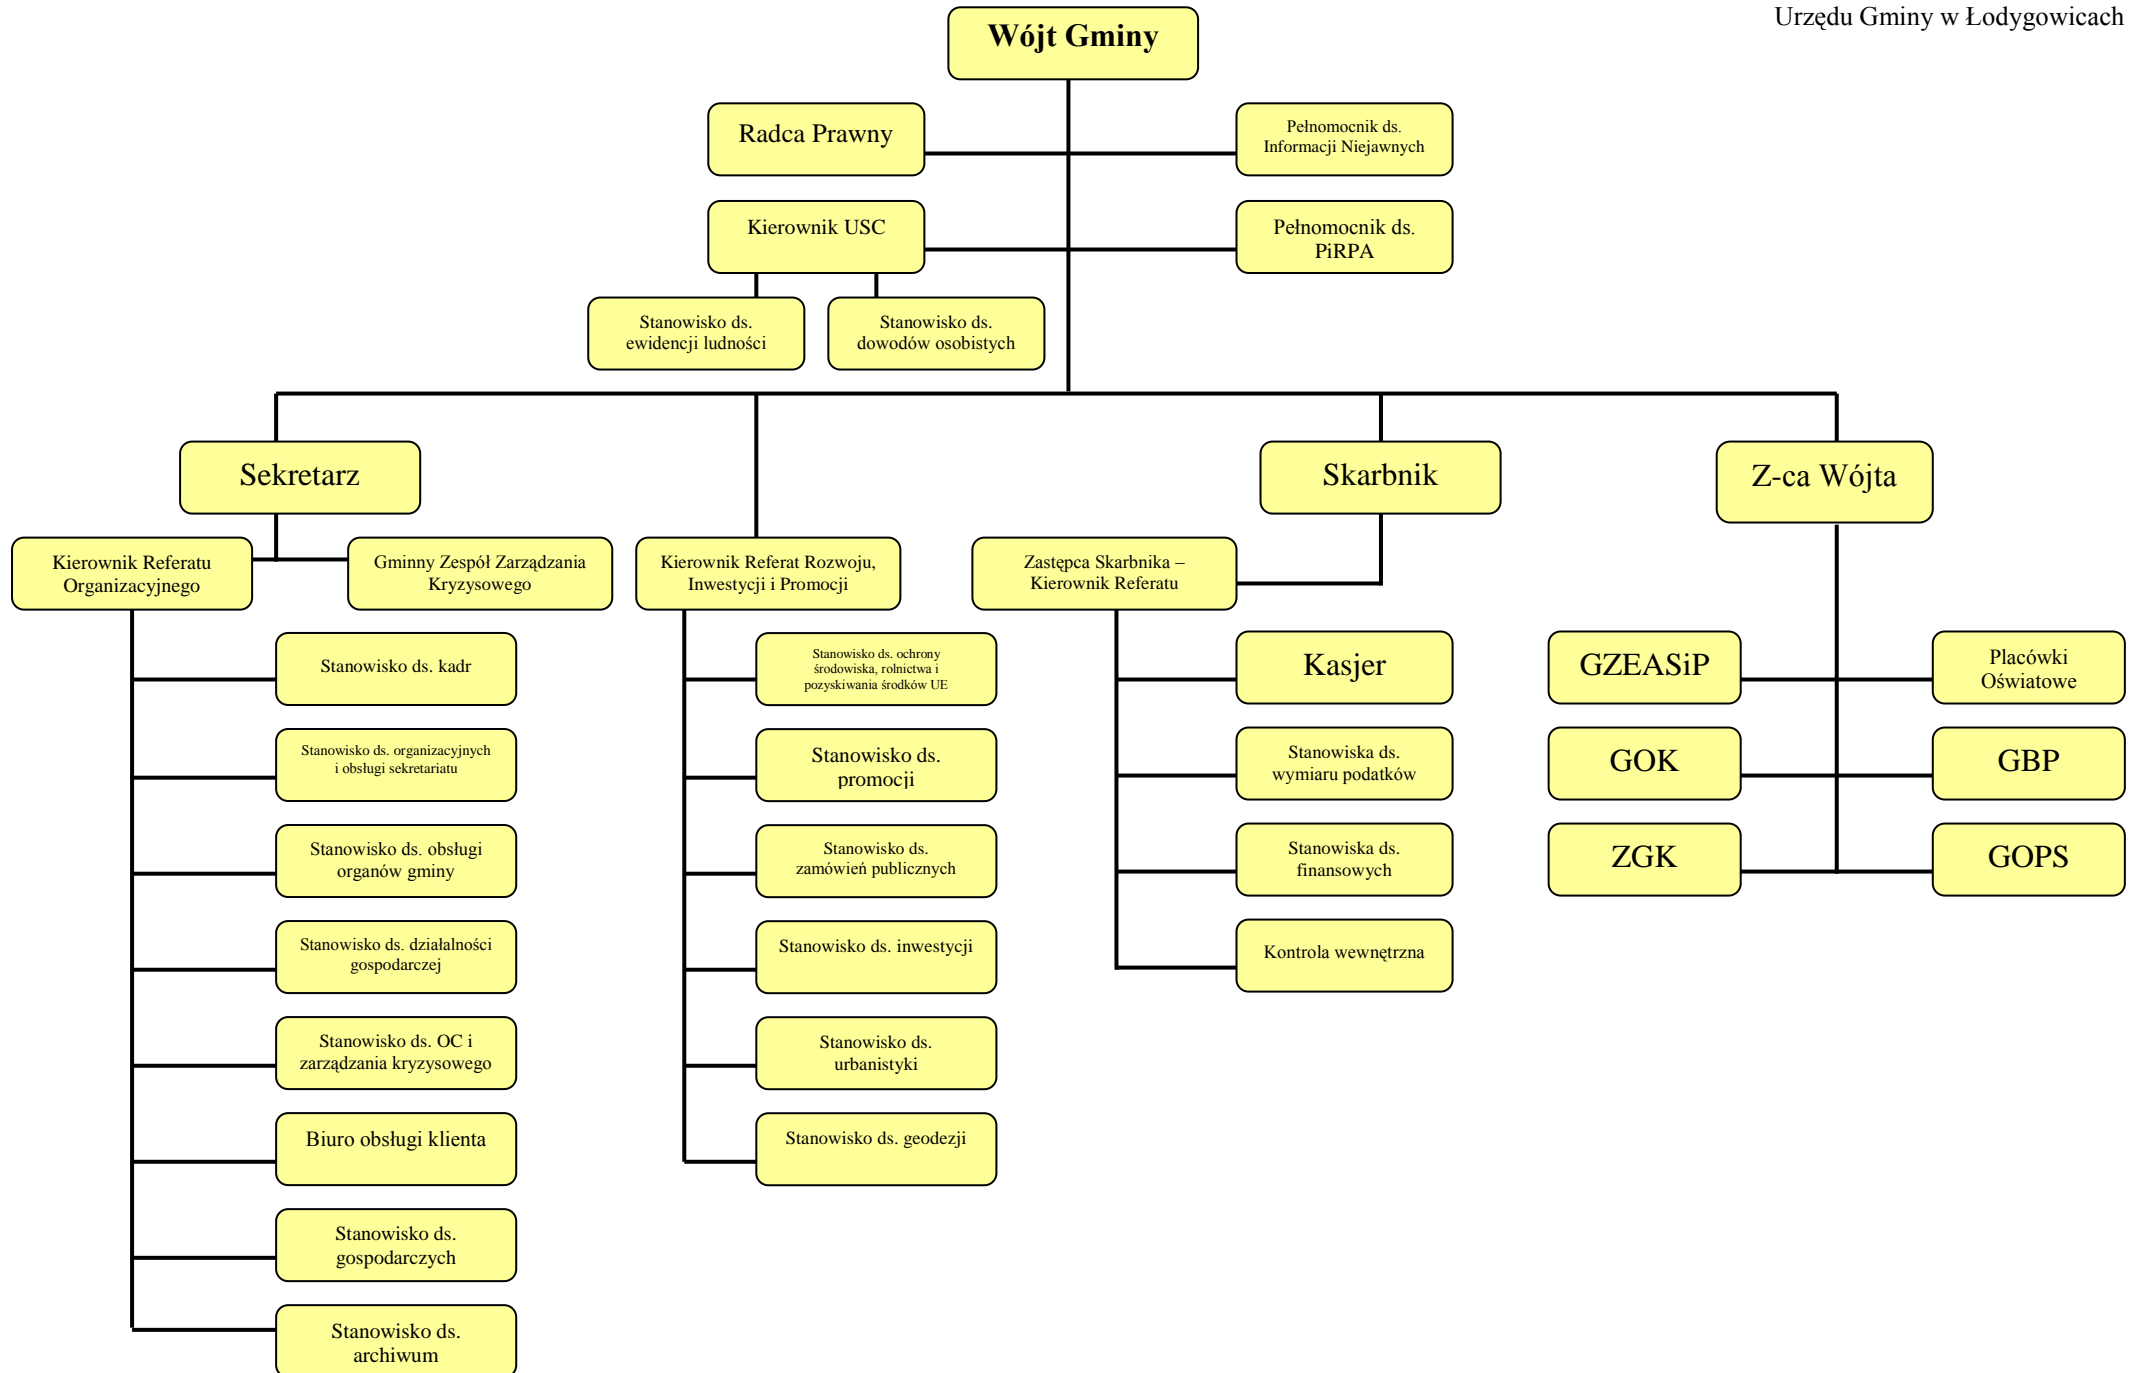 Urzędu Gminy w Łodygowicach
Wójt Gminy
Radca Prawny
Pełnomocnik ds.
Informacji Niejawnych
Kierownik USC
Pełnomocnik ds.
PiRPA
Stanowisko ds.
ewidencji ludności
Stanowisko ds.
dowodów osobistych
Sekretarz
Skarbnik
Z-ca Wójta
Kierownik Referatu
Organizacyjnego
Gminny Zespół Zarządzania
Kryzysowego
Kierownik Referat Rozwoju,
Inwestycji i Promocji
Zastępca Skarbnika –
Kierownik Referatu
Stanowisko ds. kadr
Stanowisko ds. organizacyjnych
i obsługi sekretariatu
Stanowisko ds. obsługi
organów gminy
Stanowisko ds. działalności
gospodarczej
Stanowisko ds. OC i
zarządzania kryzysowego
Biuro obsługi klienta
Stanowisko ds.
gospodarczych
Stanowisko ds.
archiwum
Stanowisko ds. ochrony
środowiska, rolnictwa i
pozyskiwania środków UE
Stanowisko ds.
promocji
Stanowisko ds.
zamówień publicznych
Stanowisko ds. inwestycji
Stanowisko ds.
urbanistyki
Stanowisko ds. geodezji
Kasjer
Stanowiska ds.
wymiaru podatków
Stanowiska ds.
finansowych
Kontrola wewnętrzna
GZEASiP
Placówki
Oświatowe
GOK
GBP
ZGK
GOPS